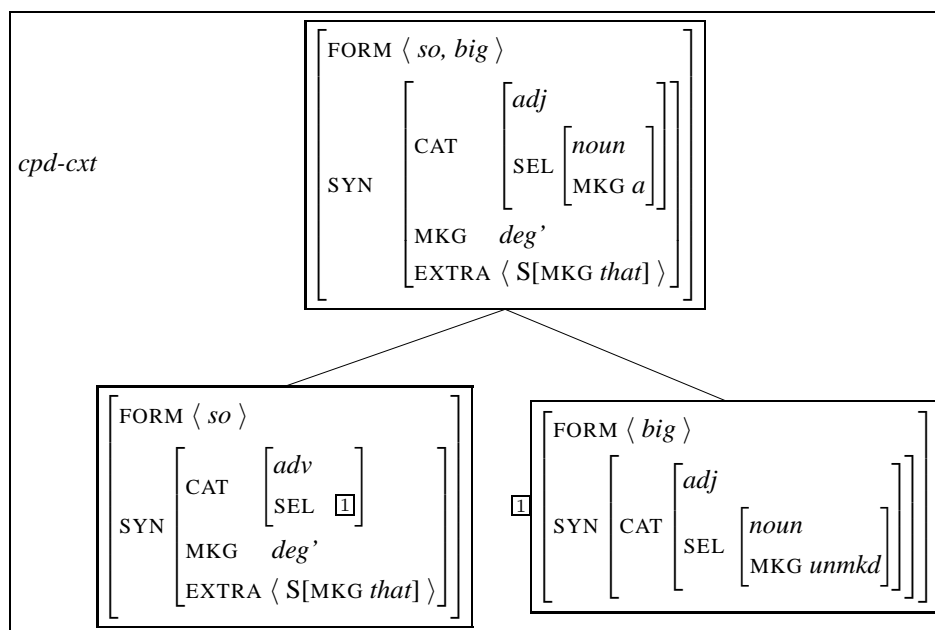 FORM ⟨ so, big ⟩
adj
CAT
noun
SEL
MKG a
cpd-cxt
SYN
MKG deg’
EXTRA ⟨ S[MKG that] ⟩
FORM ⟨ so ⟩
adv
CAT
SEL 1
SYN
MKG deg’
EXTRA ⟨ S[MKG that] ⟩
1
FORM ⟨ big ⟩
adj
SYN CAT
noun
SEL
MKG unmkd